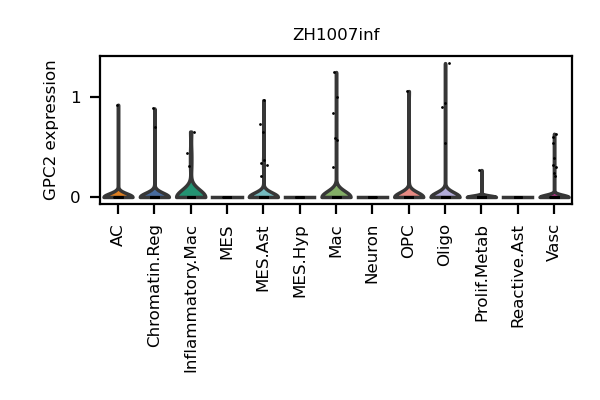 ZH1007inf
GPC2 expression
1
0
AC
Chromatin.Reg
Inflammatory.Mac
MES
MES.Ast
MES.Hyp
Mac
Neuron
OPC
Oligo
Prolif.Metab
Reactive.Ast
Vasc